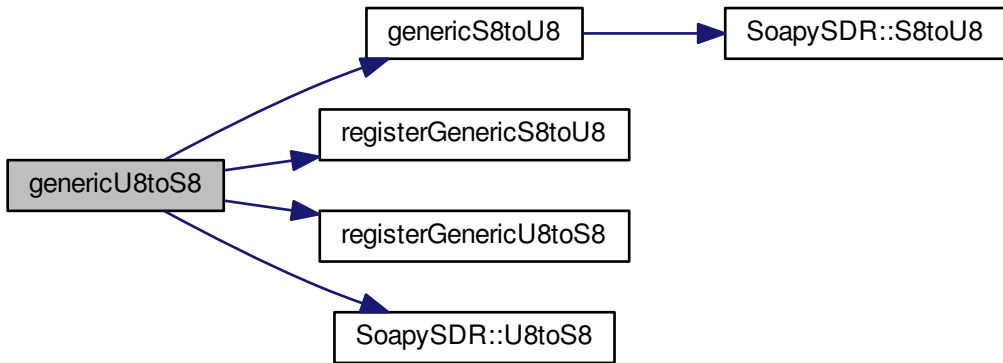 genericU8toS8
genericS8toU8
SoapySDR::S8toU8
registerGenericS8toU8
registerGenericU8toS8
SoapySDR::U8toS8